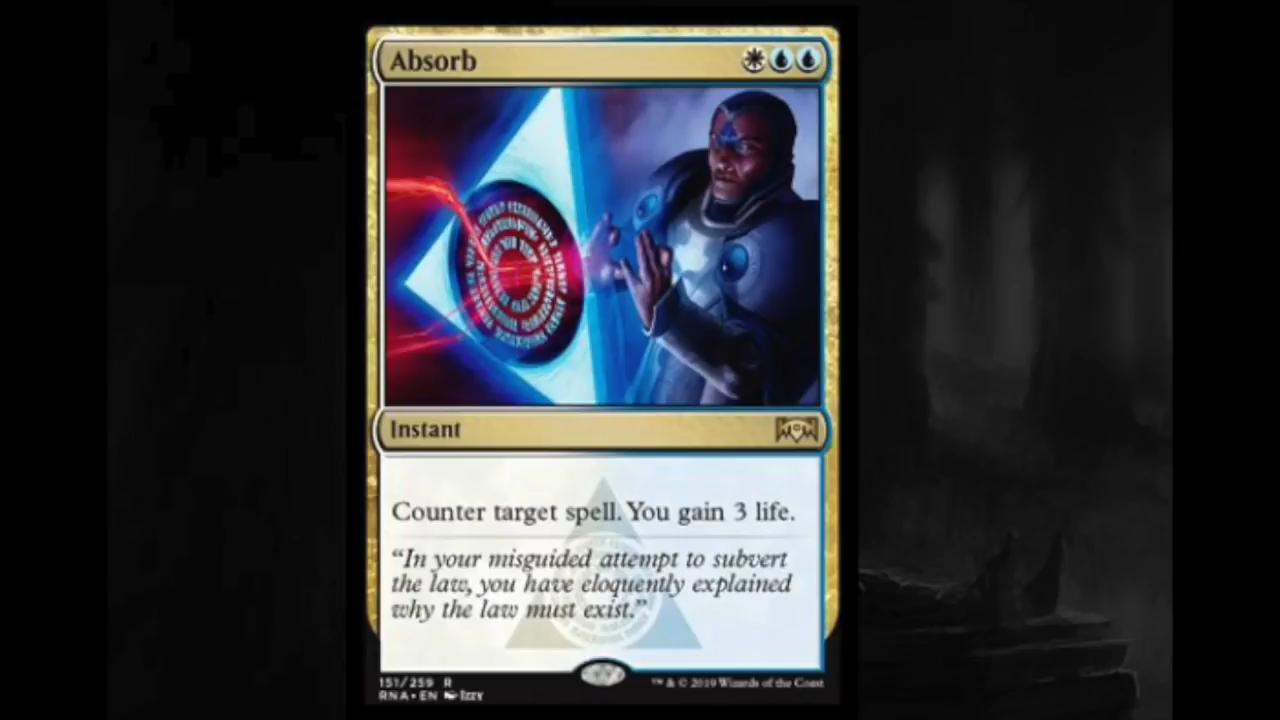 Absorb
Instant
Counter target spell. You gain 3 life.
“In your misguided attempt to subvert
the law, you have eloquently explained
why the law must exist.”
151/259 R
RNA • EN Izzy
™ & © 2019 Wizards of the Coast